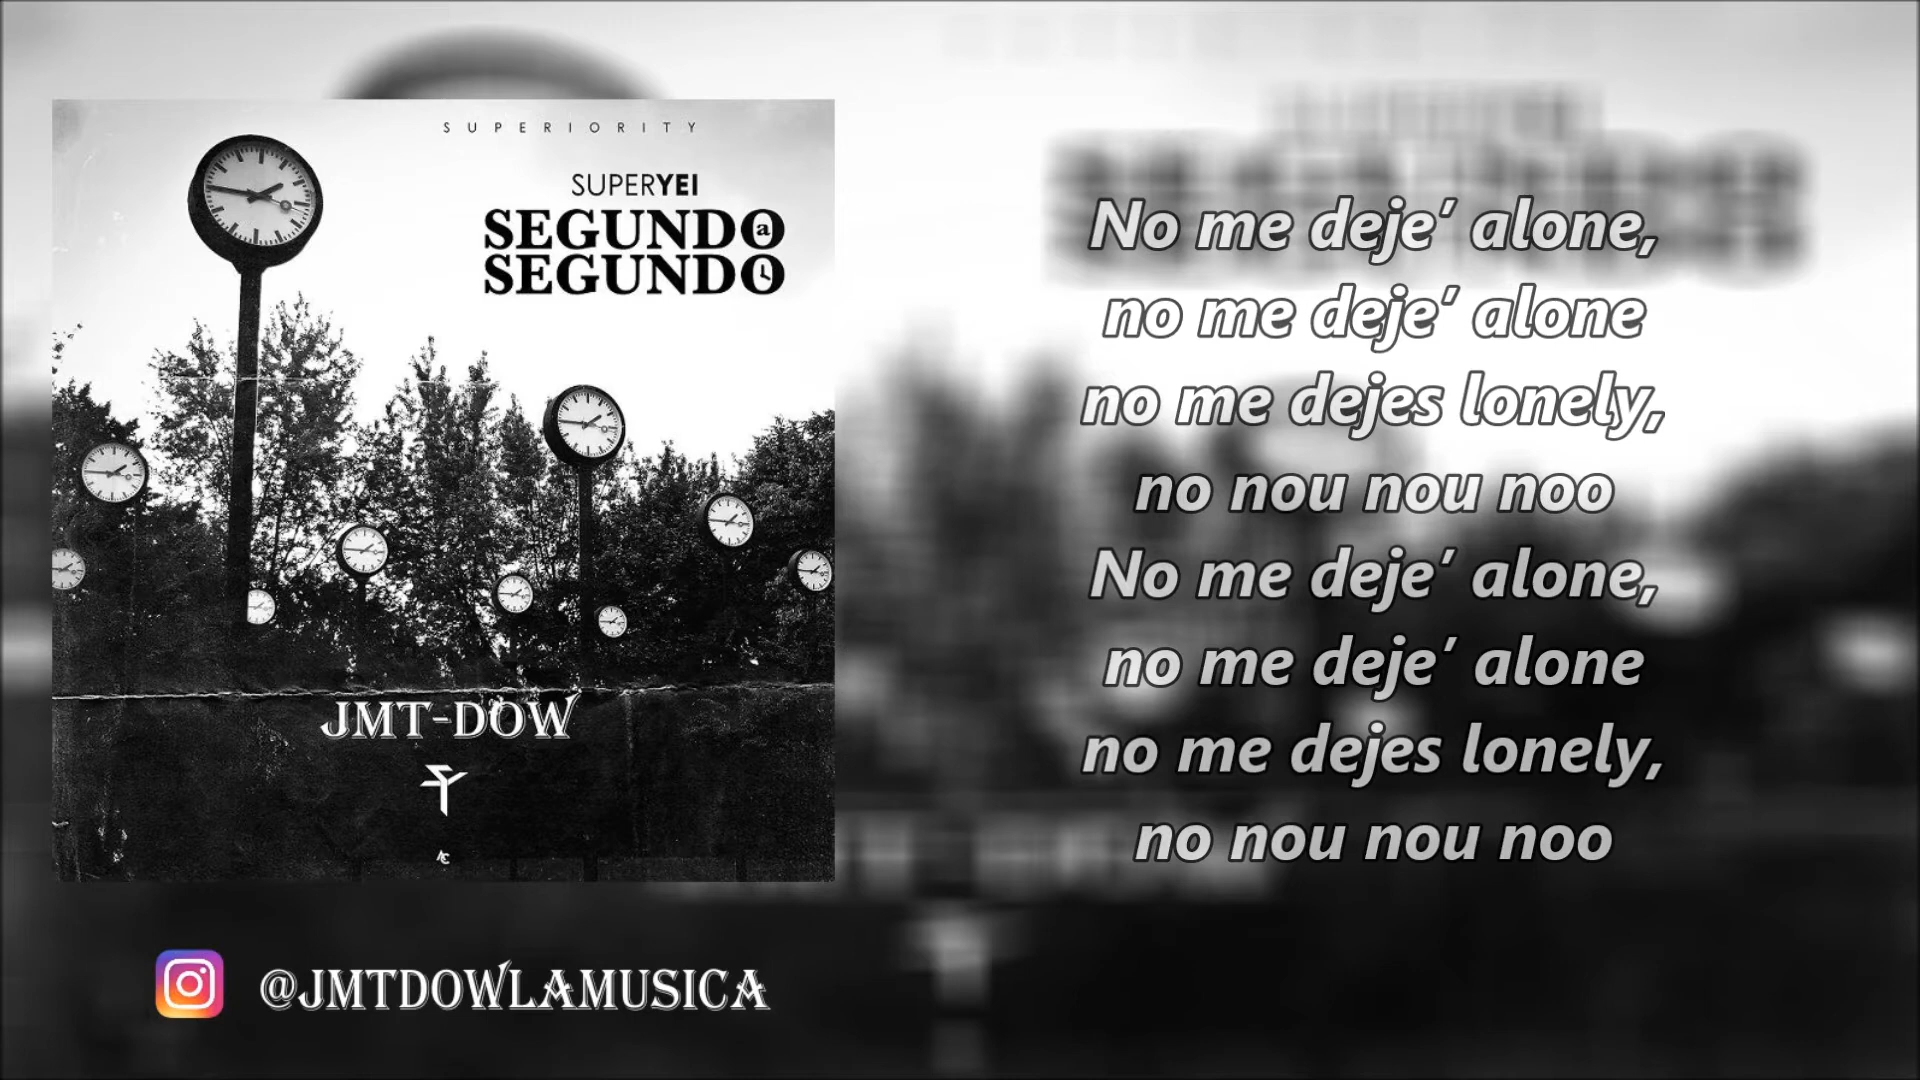 SUPERIORITY
SUPERYEI
SEGUNDO a
SEGUNDO
JMT-DOW
@JMTDOWLAMUSICA
No me deje’ alone,
no me deje’ alone
no me dejes lonely,
no nou nou noo
No me deje’ alone,
no me deje’ alone
no me dejes lonely,
no nou nou noo